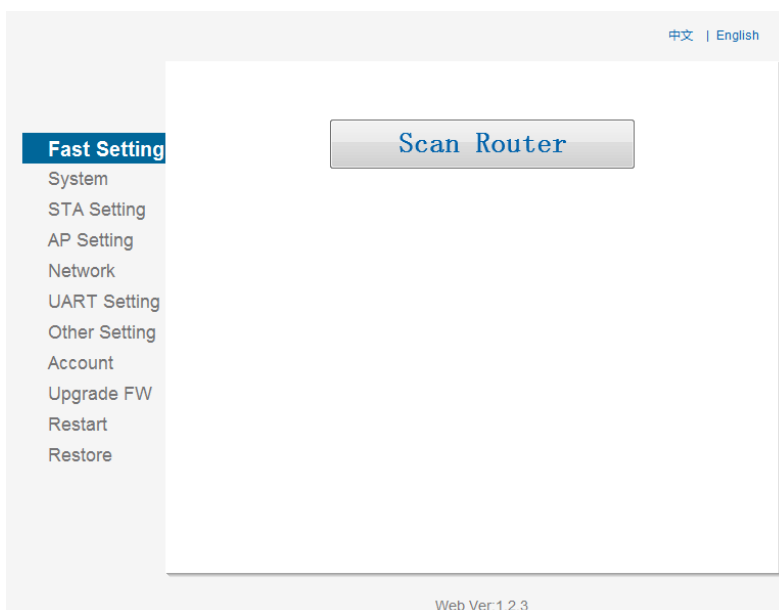 中文 | English
Scan Router
Fast Setting
System
STA Setting
AP Setting
Network
UART Setting
Other Setting
Account
Upgrade FW
Restart
Restore
Web Ver:1.2.3.